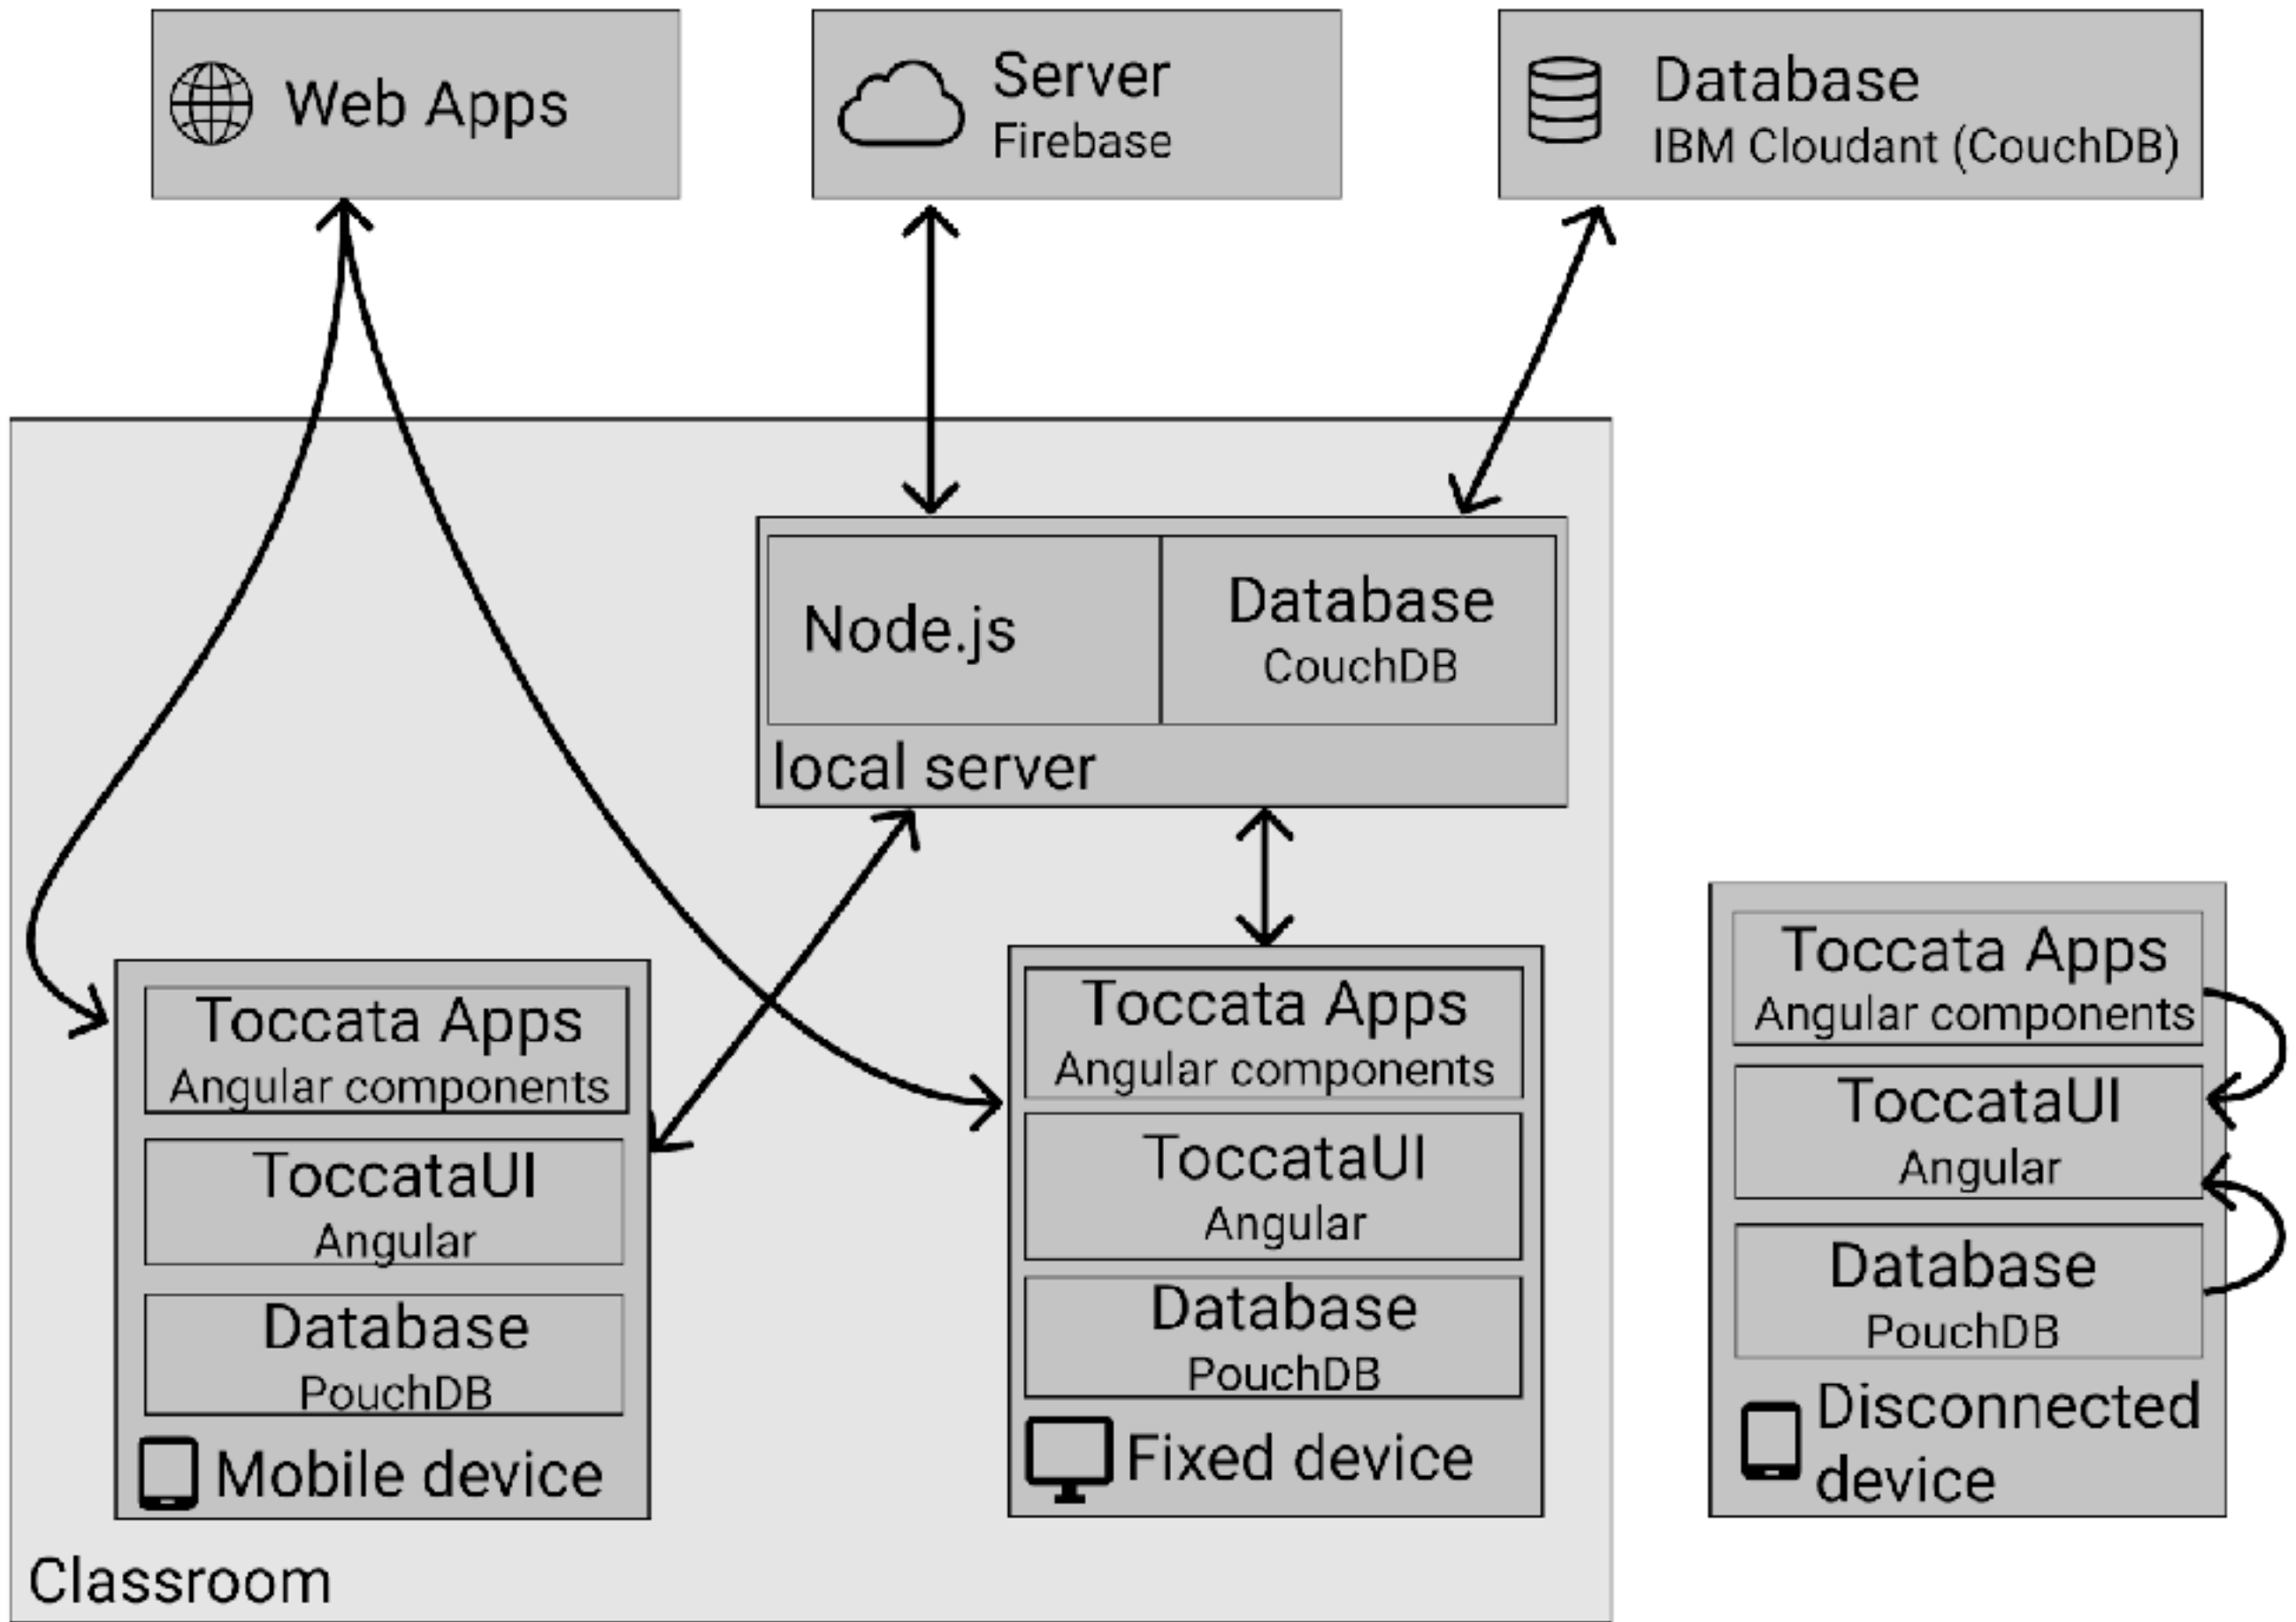 Web Apps
Server
Firebase
Database
IBM Cloudant (CouchDB)
Node.js
Database
CouchDB
local server
Toccata Apps
Angular components
ToccataUI
Angular
Database
PouchDB
Mobile device
Toccata Apps
Angular components
ToccataUI
Angular
Database
PouchDB
Fixed device
Classroom
Toccata Apps
Angular components
ToccataUI
Angular
Database
PouchDB
Disconnected
device